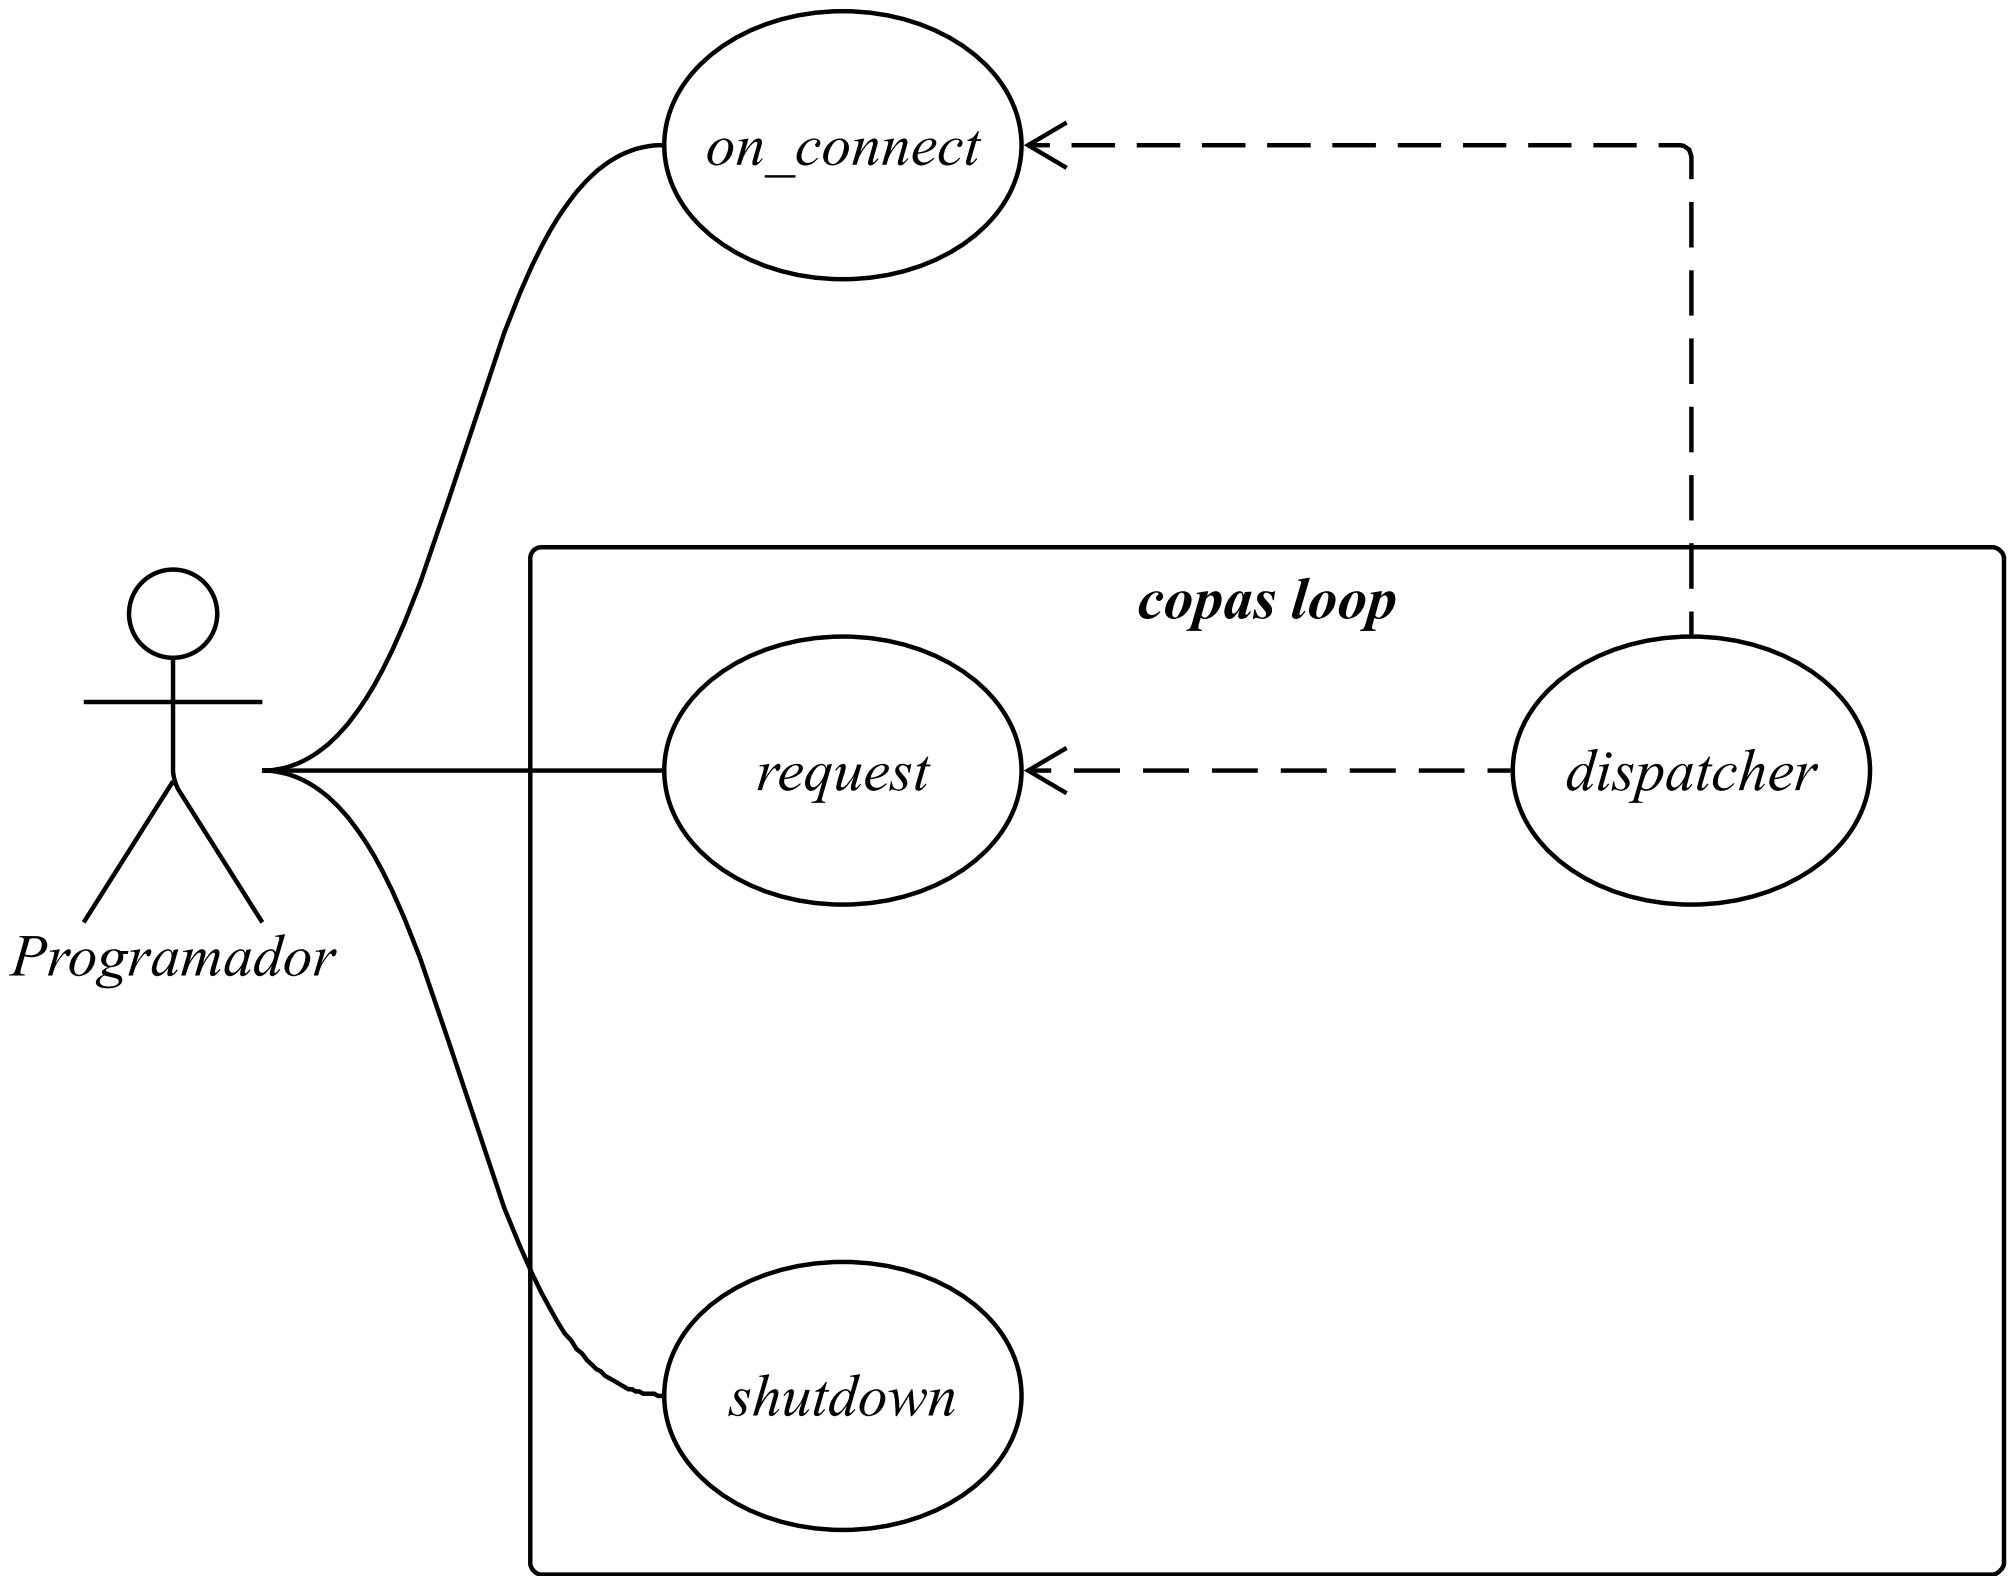 on_connect
copas loop
request
dispatcher
Programador
shutdown